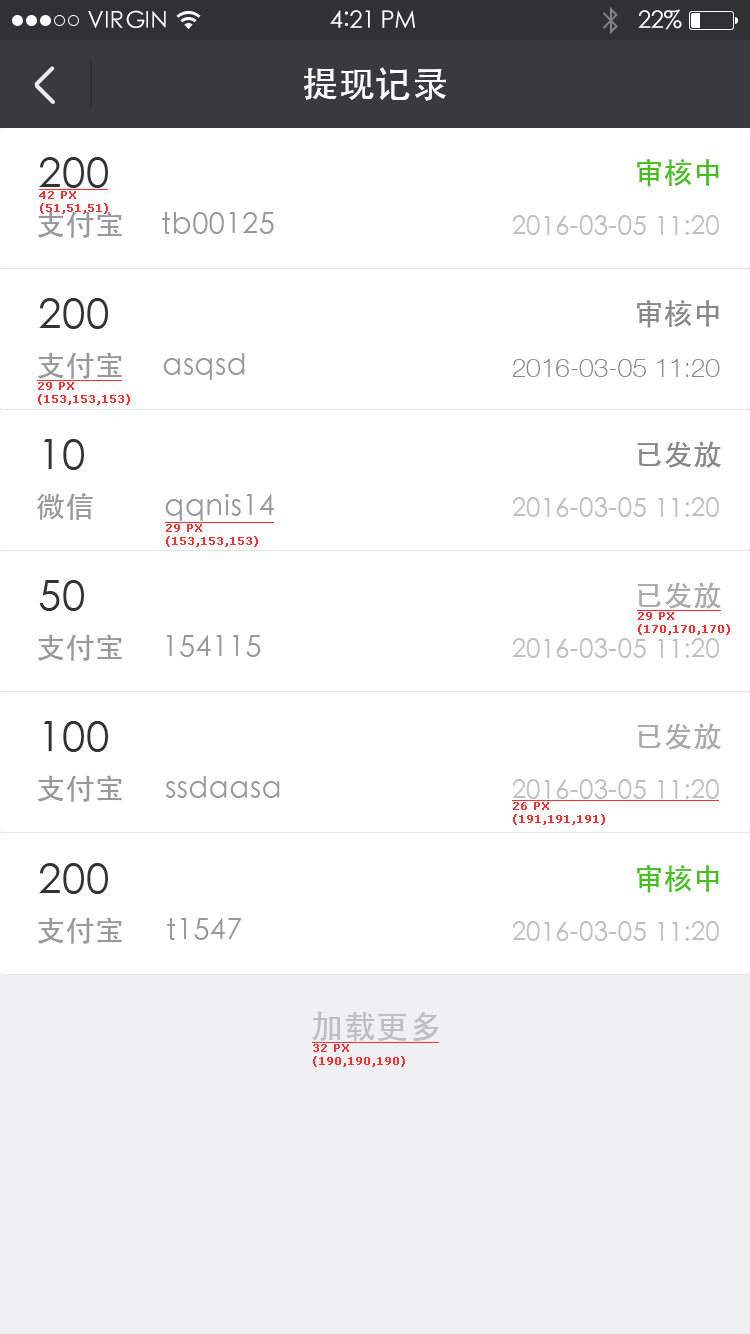 VIRGIN 4:21 PM 22%
提现记录
200 审核中
42 PX
(51,51,51)
支付宝 tb00125 2016-03-05 11:20
200 审核中
支付宝 asqsd 2016-03-05 11:20
29 PX
(153,153,153)
10 已发放
微信 qqnis14 2016-03-05 11:20
29 PX
(153,153,153)
50 已发放
29 PX
(170,170,170)
支付宝 154115 2016-03-05 11:20
100 已发放
支付宝 ssdaasa 2016-03-05 11:20
26 PX
(191,191,191)
200 审核中
支付宝 t1547 2016-03-05 11:20
加载更多
32 PX
(190,190,190)